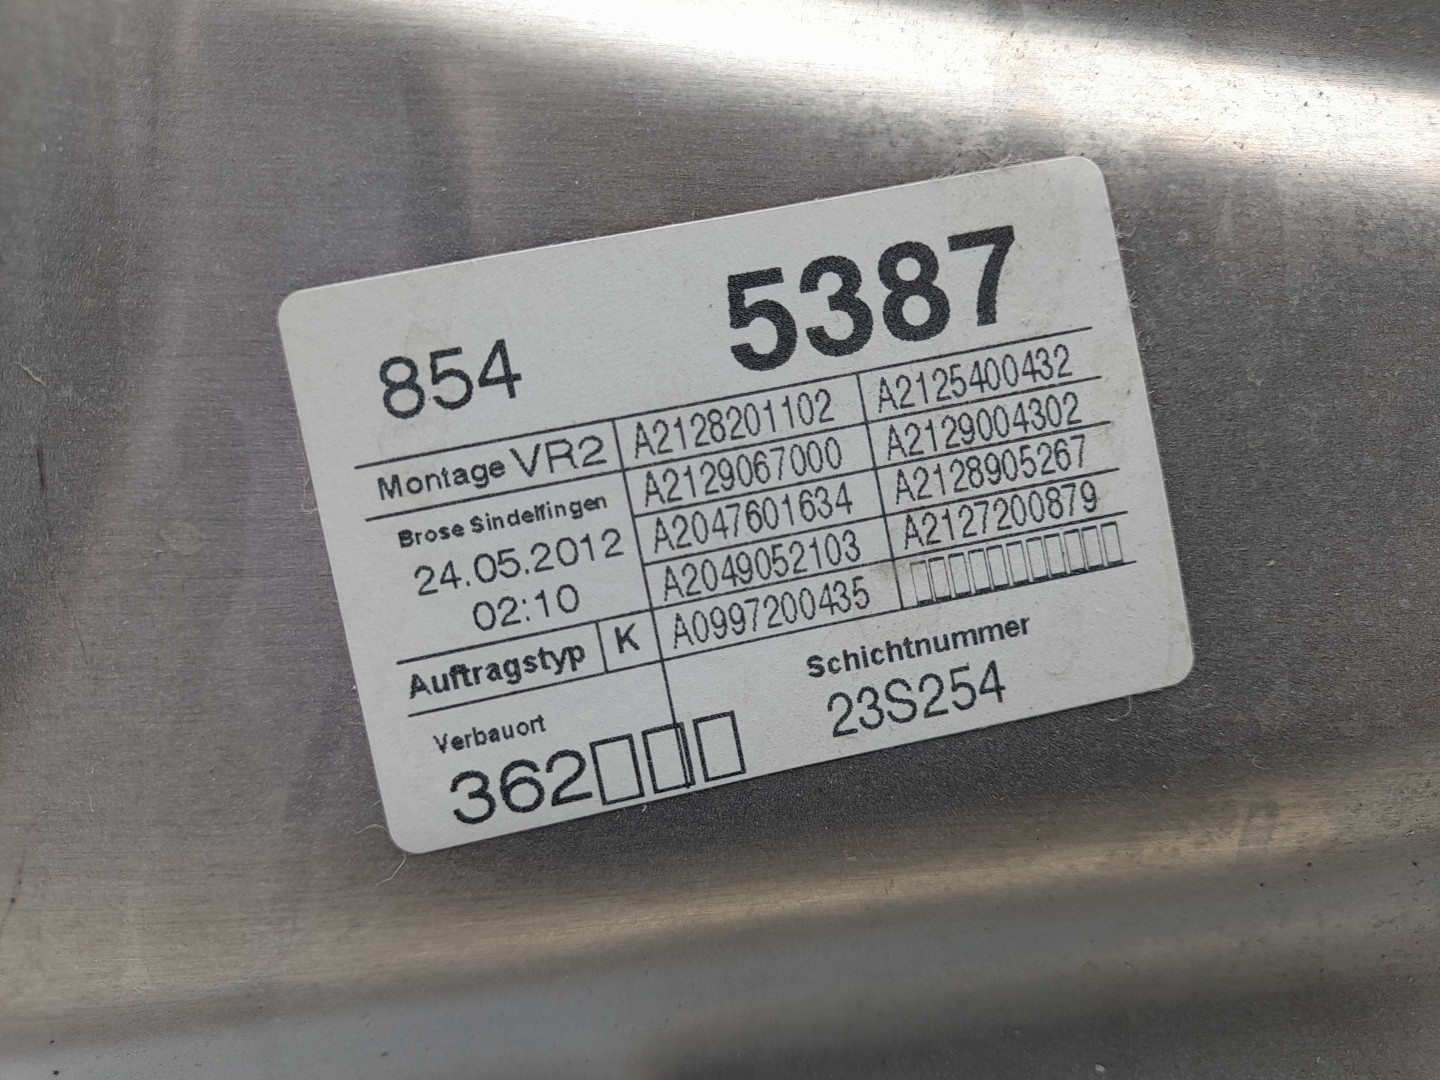 854 5387
Montage VR2 A2128201102 A2125400432
Brose Sindelfingen A2129067000 A2129004302
24.05.2012 A2047601634 A2128905267
02:10 A2049052103 A2127200879
Auftragstyp K A0997200435 ▯▯▯▯▯▯▯▯▯▯▯
Verbauort Schichtnummer
362▯▯▯ 23S254